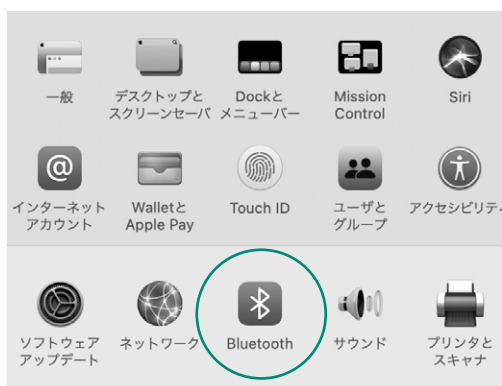 一般
デスクトップと
スクリーンセーバ
Dockと
メニューバー
Mission
Control
Siri
@
インターネット
アカウント
Walletと
Apple Pay
Touch ID
ユーザと
グループ
アクセシビリテ
ソフトウェア
アップデート
ネットワーク
Bluetooth
サウンド
プリンタと
スキャナ